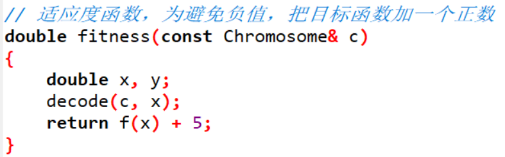 // 适应度函数，为避免负值，把目标函数加一个正数
double fitness(const Chromosome& c)
{
    double x, y;
    decode(c, x);
    return f(x) + 5;
}